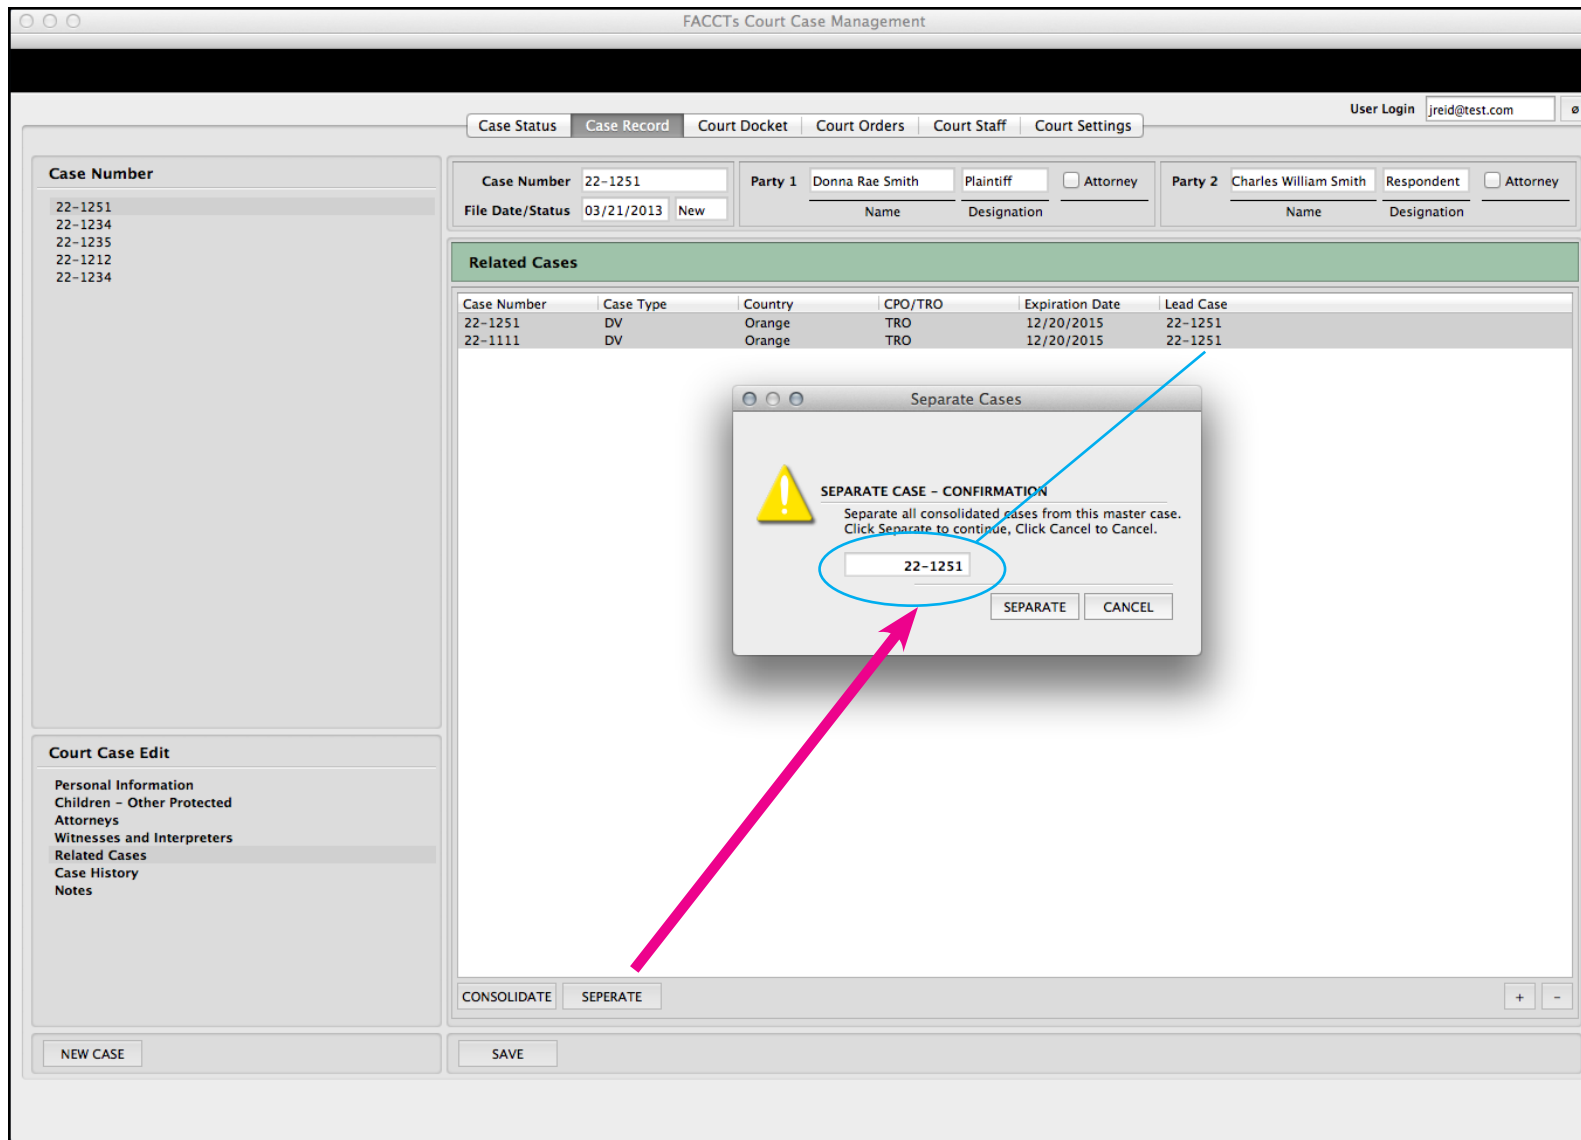 FACCTs Court Case Management
User Login jreid@test.com ø
Case Status Case Record Court Docket Court Orders Court Staff Court Settings
Case Number
22-1251
22-1234
22-1235
22-1212
22-1234
Case Number 22-1251
File Date/Status 03/21/2013 New
Party 1 Donna Rae Smith Plaintiff Attorney
Name Designation
Party 2 Charles William Smith Respondent Attorney
Name Designation
Related Cases
Case Number Case Type Country CPO/TRO Expiration Date Lead Case
22-1251 DV Orange TRO 12/20/2015 22-1251
22-1111 DV Orange TRO 12/20/2015 22-1251
Separate Cases
SEPARATE CASE - CONFIRMATION
Separate all consolidated cases from this master case.
Click Separate to continue, Click Cancel to Cancel.
22-1251
SEPARATE CANCEL
Court Case Edit
Personal Information
Children - Other Protected
Attorneys
Witnesses and Interpreters
Related Cases
Case History
Notes
CONSOLIDATE SEPERATE + -
NEW CASE SAVE